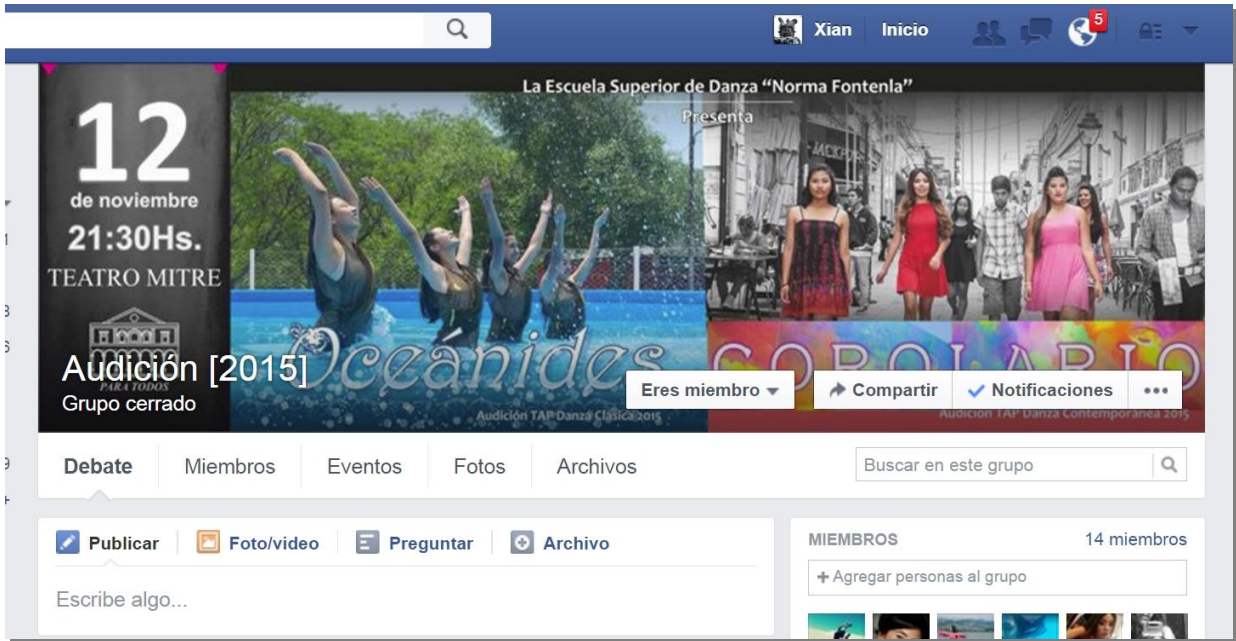 Xian Inicio 5
La Escuela Superior de Danza “Norma Fontenla”
Presenta
12
de noviembre
21:30Hs.
TEATRO MITRE
PARA TODOS
JACKPOT
Oceánides
COROLARIO
Audición TAP Danza Clásica 2015
Audición TAP Danza Contemporánea 2015
Audición [2015]
Grupo cerrado
Eres miembro Compartir Notificaciones
Debate Miembros Eventos Fotos Archivos
Buscar en este grupo
Publicar Foto/video Preguntar Archivo
Escribe algo...
MIEMBROS 14 miembros
+ Agregar personas al grupo